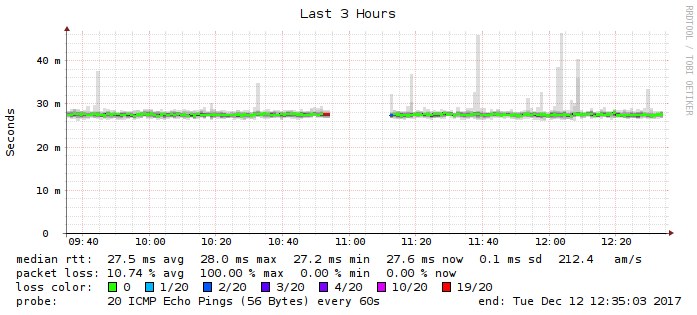 Last 3 Hours
RRDTOOL / TOBI OETIKER
Seconds
40 m
30 m
20 m
10 m
0
09:40 10:00 10:20 10:40 11:00 11:20 11:40 12:00 12:20
median rtt: 27.5 ms avg 28.0 ms max 27.2 ms min 27.6 ms now 0.1 ms sd 212.4 am/s
packet loss: 10.74 % avg 100.00 % max 0.00 % min 0.00 % now
loss color: 0 1/20 2/20 3/20 4/20 10/20 19/20
probe: 20 ICMP Echo Pings (56 Bytes) every 60s end: Tue Dec 12 12:35:03 2017